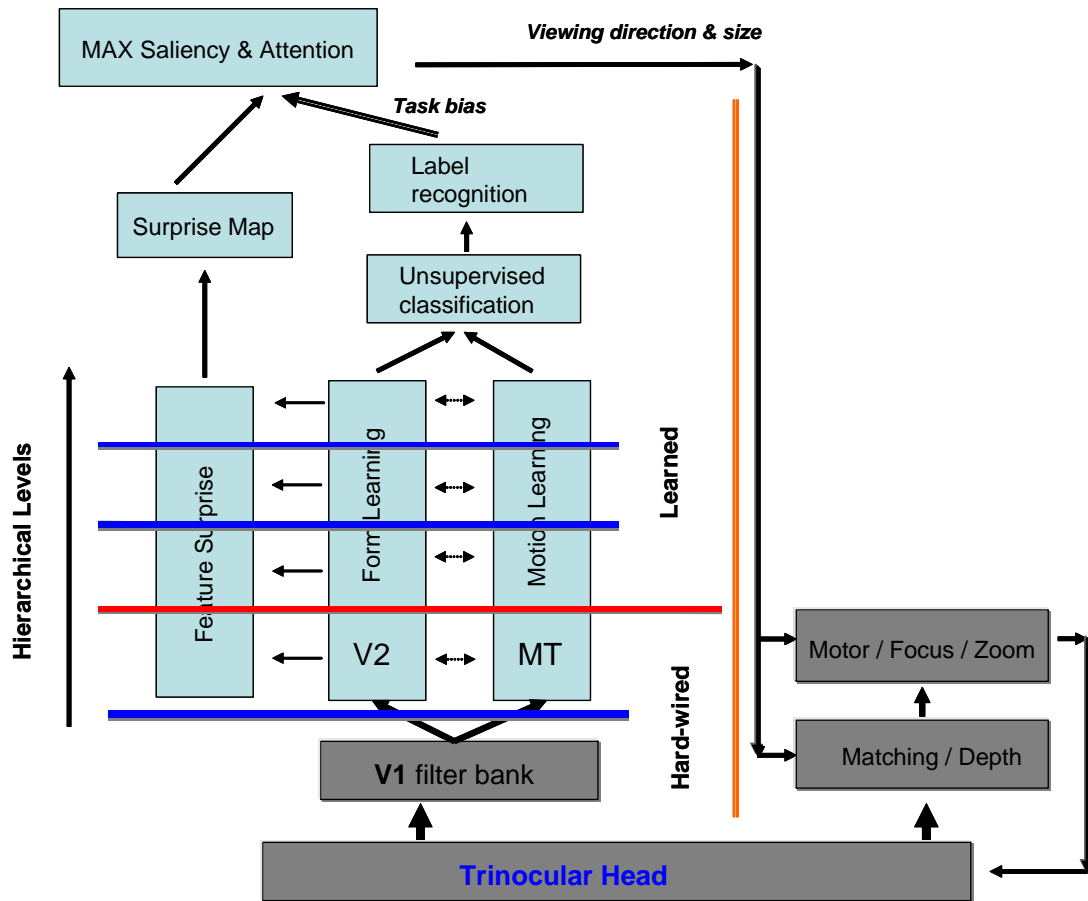 Viewing direction & size
MAX Saliency & Attention
Task bias
Label
recognition
Surprise Map
Unsupervised
classification
Hierarchical Levels
Feature Surprise
Form Learning
Motion Learning
Learned
V2
MT
Hard-wired
Motor / Focus / Zoom
Matching / Depth
V1 filter bank
Trinocular Head